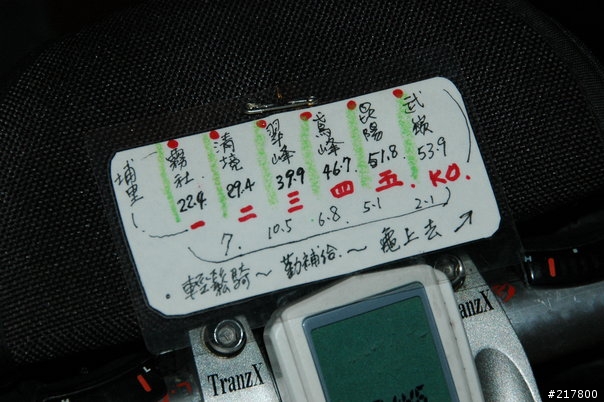 埔里 霧社 清境 翠峰 鳶峰 昆陽 武嶺
22.4 29.4 39.9 46.7 51.8 53.9
一 二 三 四 五. KO.
7. 10.5 6.8 5.1 2.1
輕鬆騎～勤補給.～龜上去
TranzX
TranzX
#217800